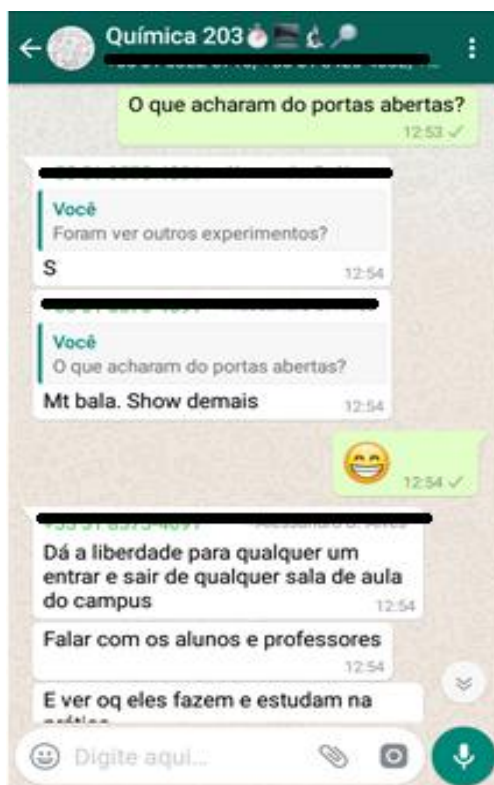 Química 203
O que acharam do portas abertas?
12:53
Você
Foram ver outros experimentos?
S
12:54
Você
O que acharam do portas abertas?
Mt bala. Show demais
12:54
12:54
Dá a liberdade para qualquer um
entrar e sair de qualquer sala de aula
do campus
12:54
Falar com os alunos e professores
12:54
E ver oq eles fazem e estudam na
prática
Digite aqui...